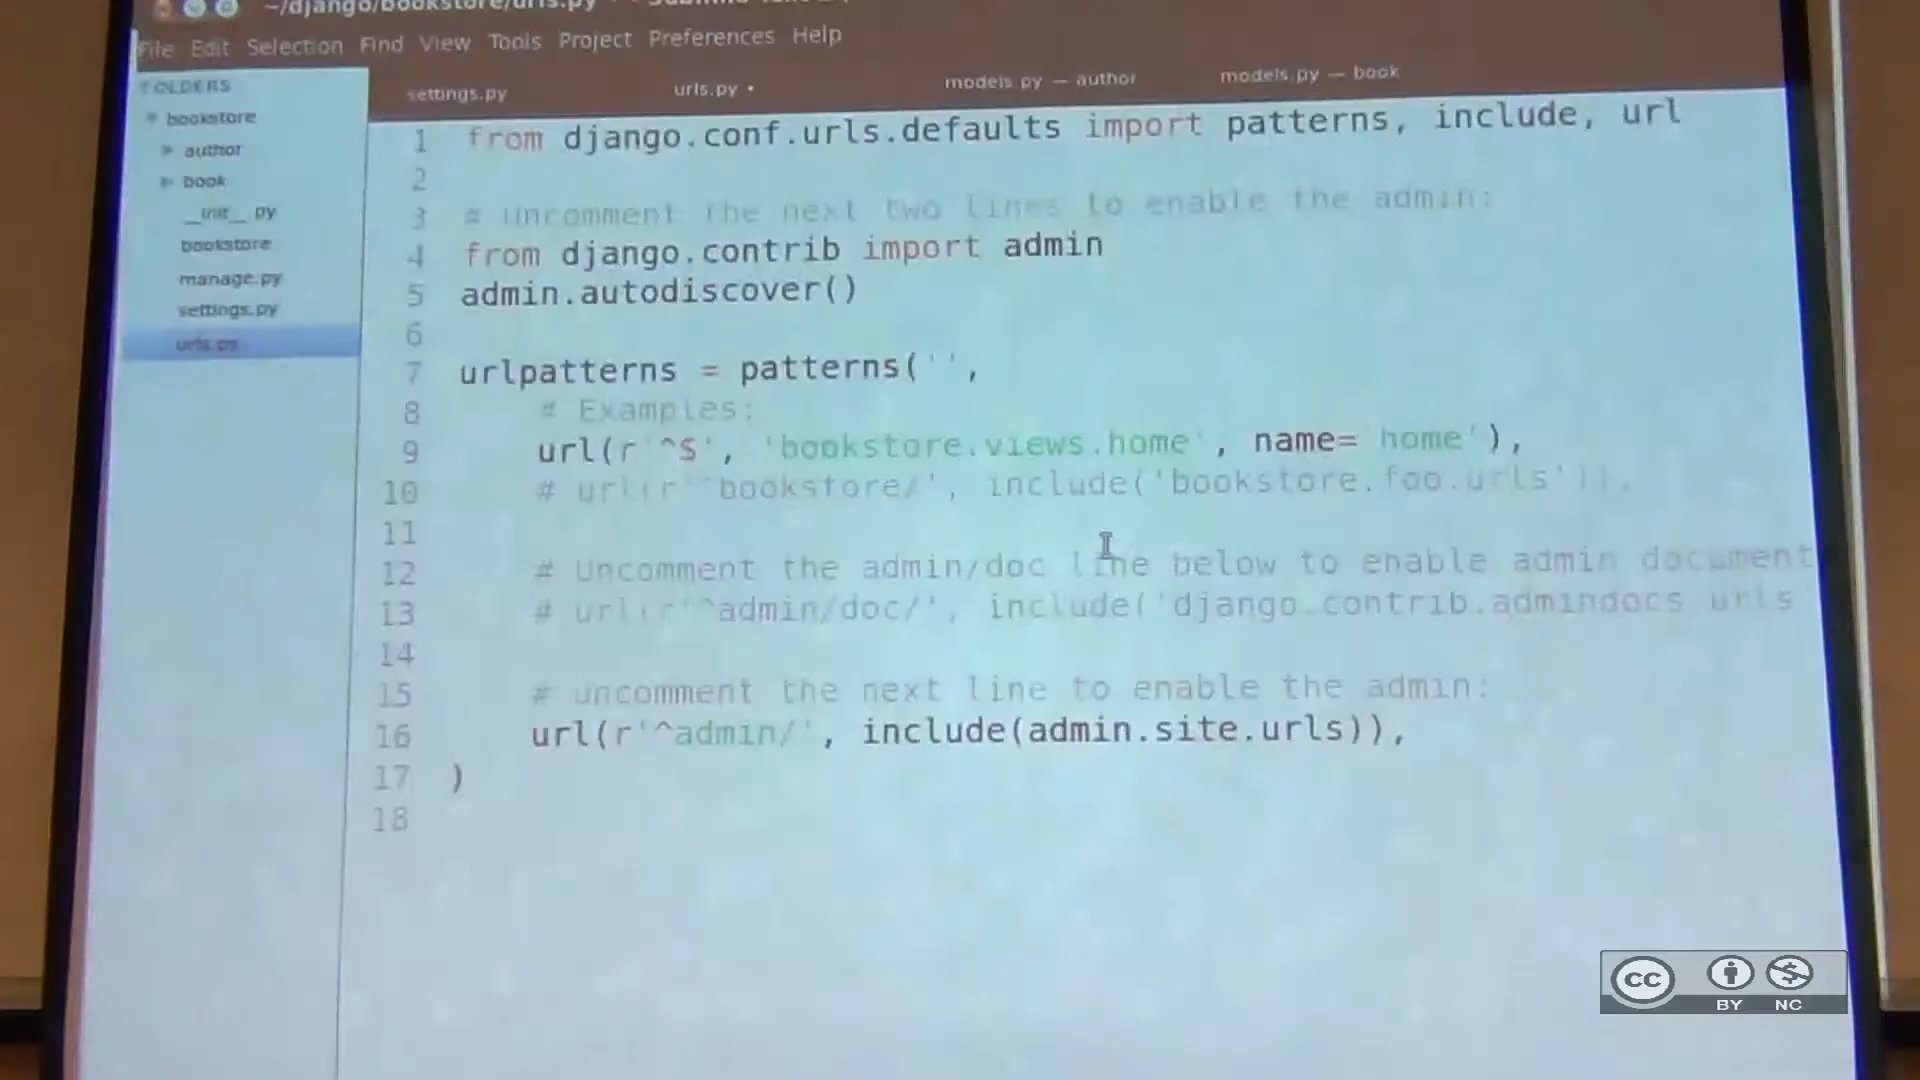 ~/django/bookstore/urls.py
File Edit Selection Find View Tools Project Preferences Help
FOLDERS
bookstore
author
book
__init__.py
bookstore
manage.py
settings.py
urls.py
settings.py urls.py • models.py — author models.py — book
1 from django.conf.urls.defaults import patterns, include, url
2
3 # Uncomment the next two lines to enable the admin:
4 from django.contrib import admin
5 admin.autodiscover()
6
7 urlpatterns = patterns('',
8 # Examples:
9 url(r'^$', 'bookstore.views.home', name='home'),
10 # url(r'^bookstore/', include('bookstore.foo.urls')),
11
12 # Uncomment the admin/doc line below to enable admin document
13 # url(r'^admin/doc/', include('django.contrib.admindocs.urls
14
15 # Uncomment the next line to enable the admin:
16 url(r'^admin/', include(admin.site.urls)),
17 )
18
CC BY NC